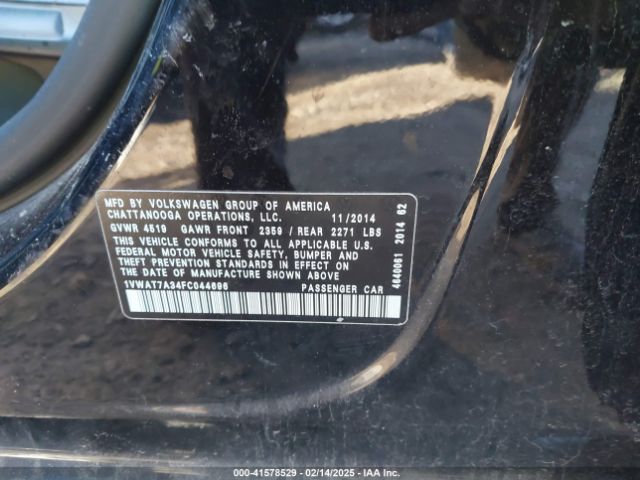 MFD BY VOLKSWAGEN GROUP OF AMERICA
CHATTANOOGA OPERATIONS, LLC. 11/2014
GVWR 4519 GAWR FRONT 2359 / REAR 2271 LBS
THIS VEHICLE CONFORMS TO ALL APPLICABLE U.S.
FEDERAL MOTOR VEHICLE SAFETY, BUMPER AND
THEFT PREVENTION STANDARDS IN EFFECT ON
THE DATE OF MANUFACTURE SHOWN ABOVE
1VWAT7A34FC044696 PASSENGER CAR
4640061 2014 62
000-41578529 - 02/14/2025 - IAA Inc.